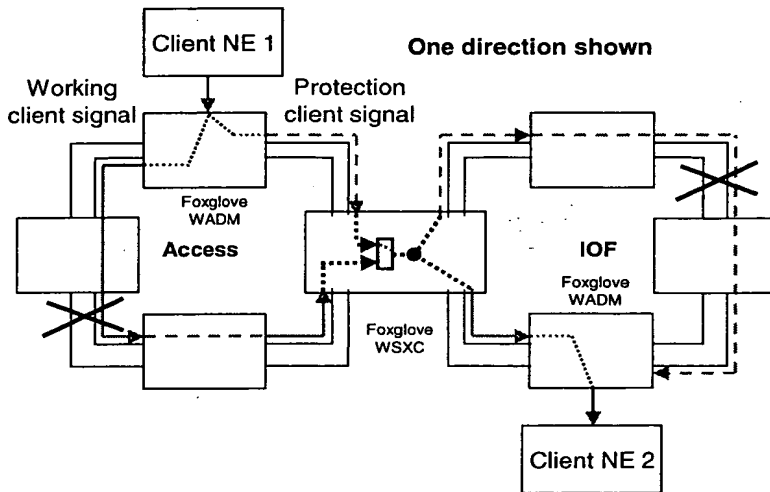 Client NE 1
One direction shown
Working
client signal
Protection
client signal
Foxglove
WADM
Access
IOF
Foxglove
WADM
Foxglove
WSXC
Client NE 2